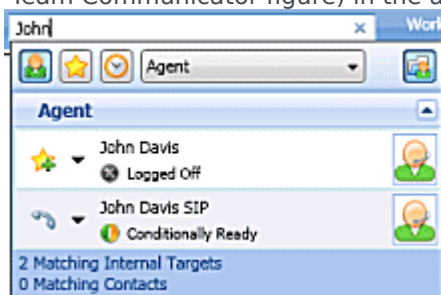 Team Communicator figure) in the a
John Work
Agent
Agent
John Davis
Logged Off
John Davis SIP
Conditionally Ready
2 Matching Internal Targets
0 Matching Contacts